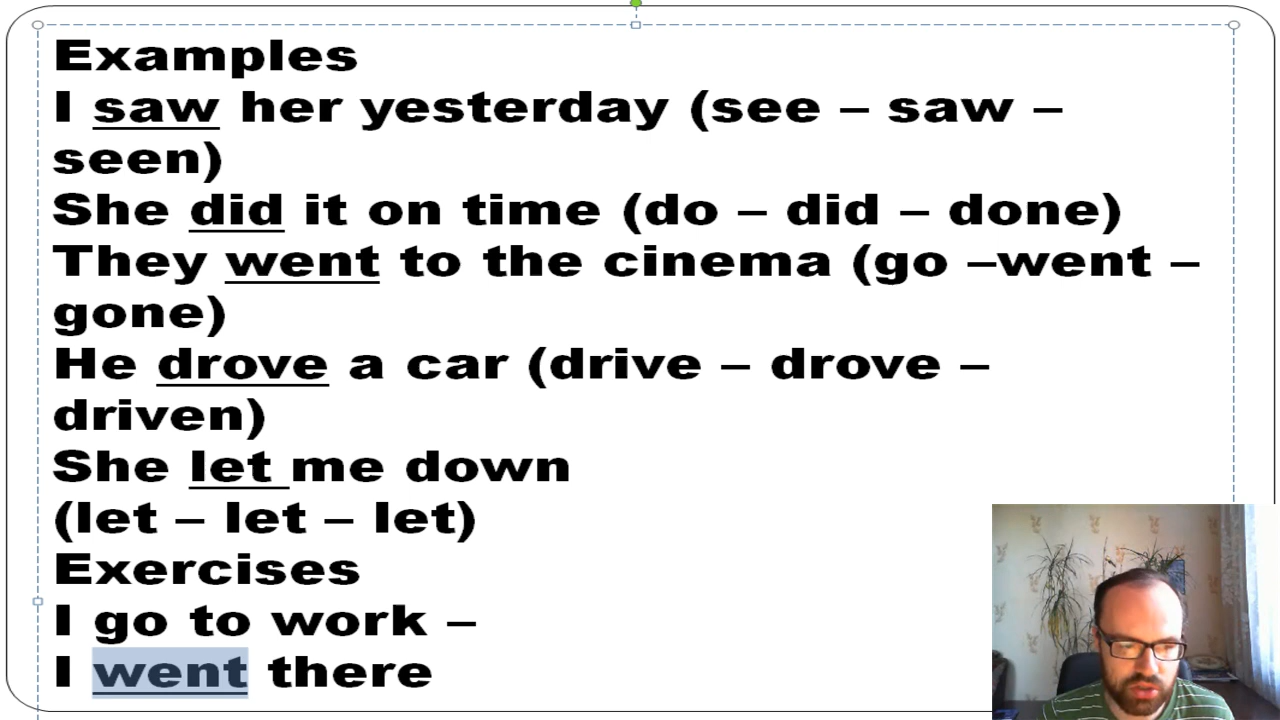 Examples
I saw her yesterday (see – saw –
seen)
She did it on time (do – did – done)
They went to the cinema (go –went –
gone)
He drove a car (drive – drove –
driven)
She let me down
(let – let – let)
Exercises
I go to work –
I went there